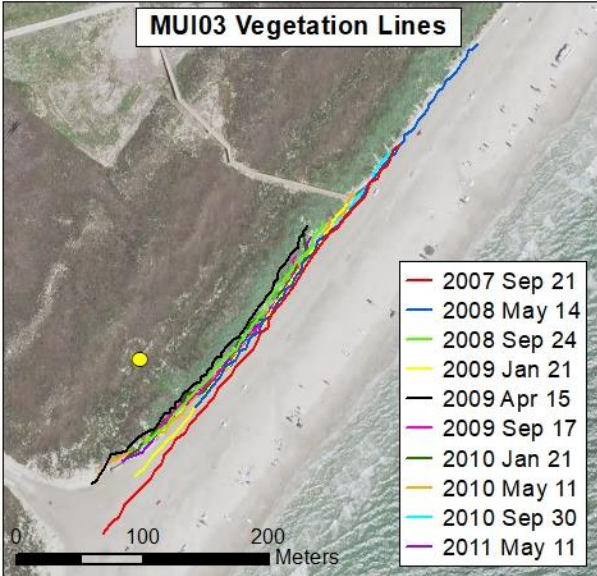 MUI03 Vegetation Lines
2007 Sep 21
2008 May 14
2008 Sep 24
2009 Jan 21
2009 Apr 15
2009 Sep 17
2010 Jan 21
2010 May 11
2010 Sep 30
2011 May 11
0 100 200
Meters